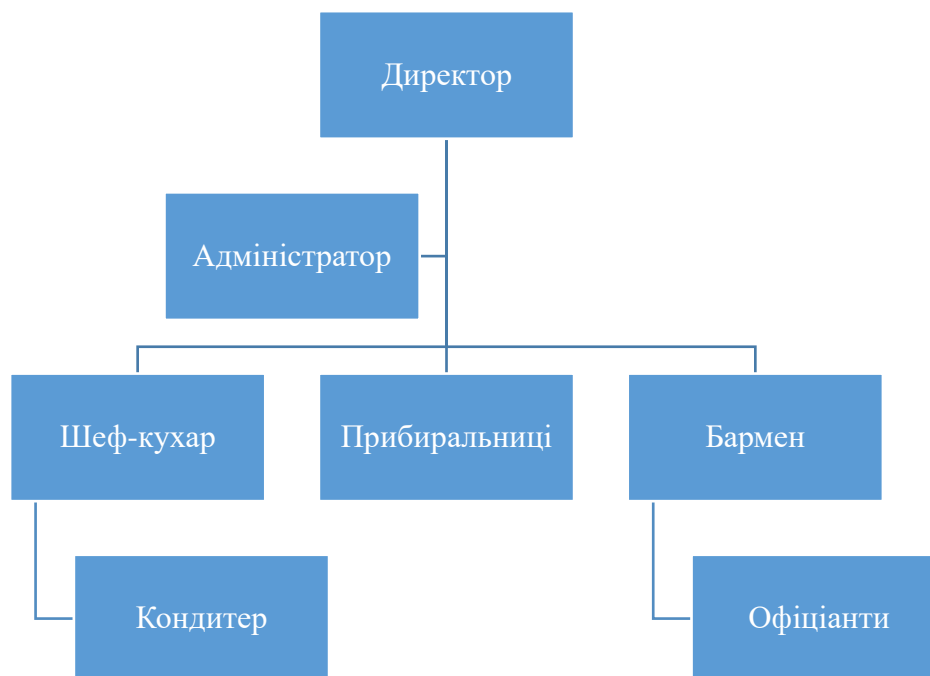 Директор
Адміністратор
Шеф-кухар
Прибиральниці
Бармен
Кондитер
Офіціанти